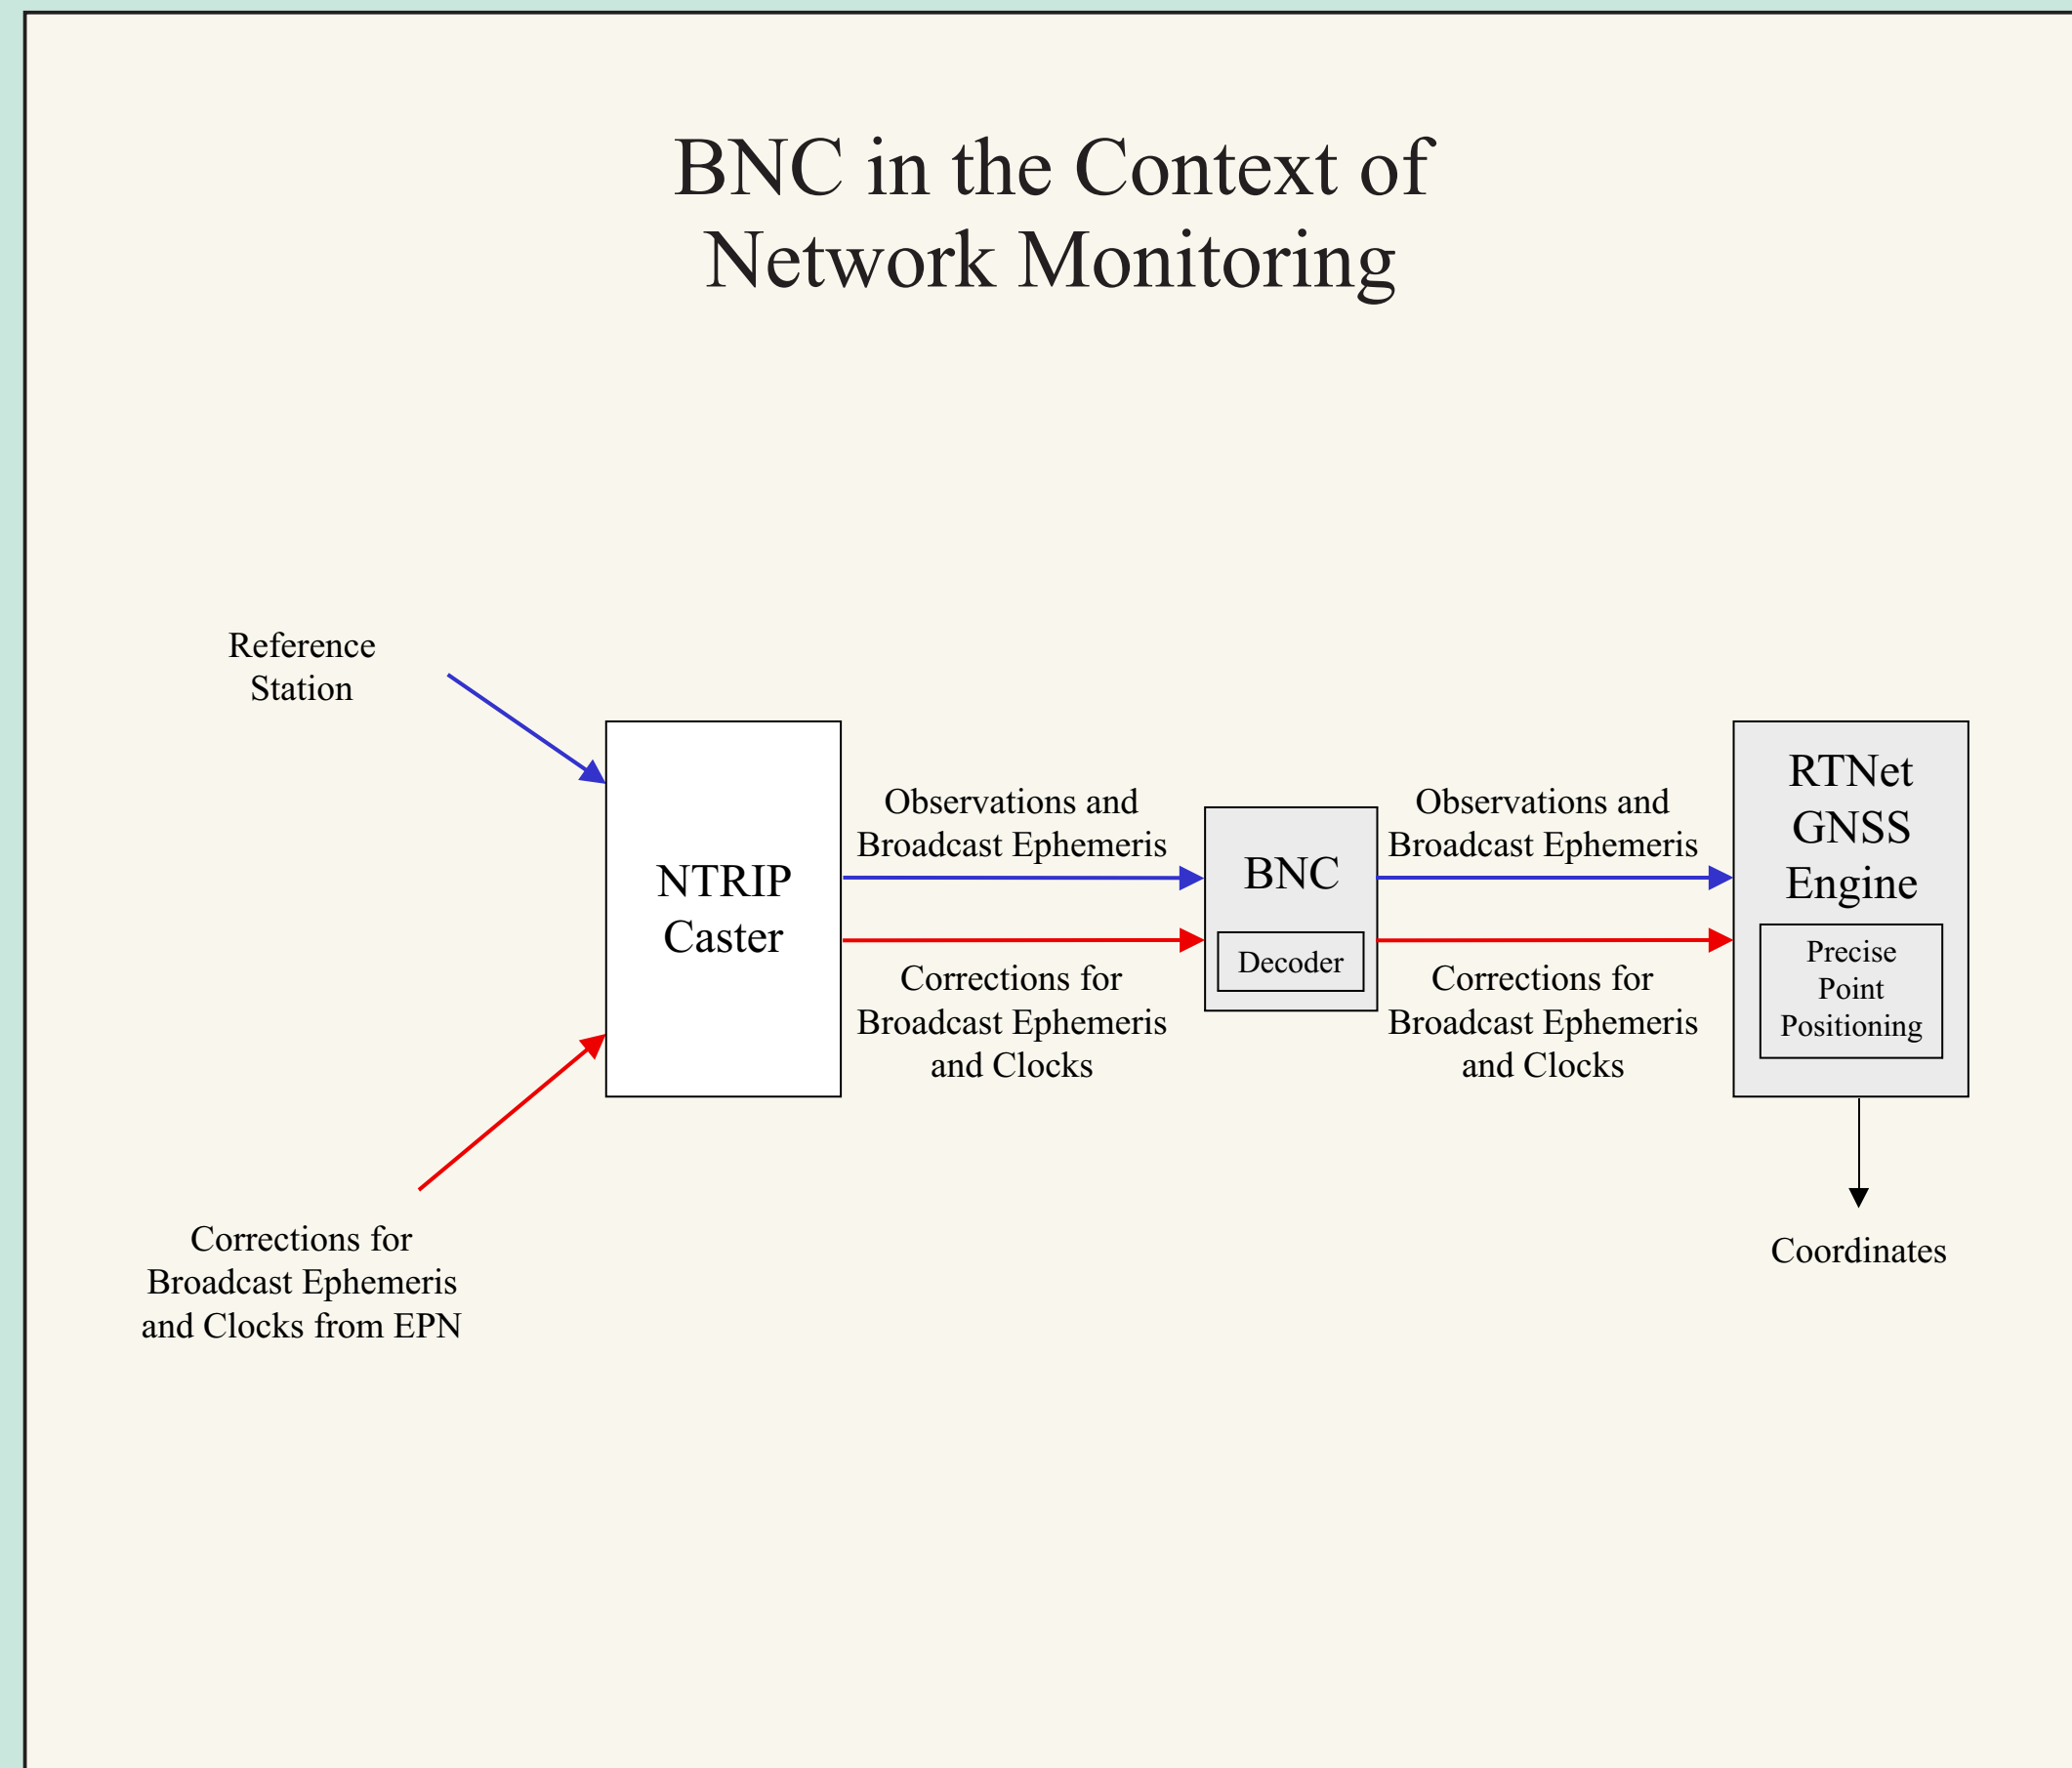 BNC in the Context of
Network Monitoring
Reference
Station
NTRIP
Caster
Observations and
Broadcast Ephemeris
Corrections for
Broadcast Ephemeris
and Clocks
BNC
Decoder
Observations and
Broadcast Ephemeris
Corrections for
Broadcast Ephemeris
and Clocks
RTNet
GNSS
Engine
Precise
Point
Positioning
Corrections for
Broadcast Ephemeris
and Clocks from EPN
Coordinates